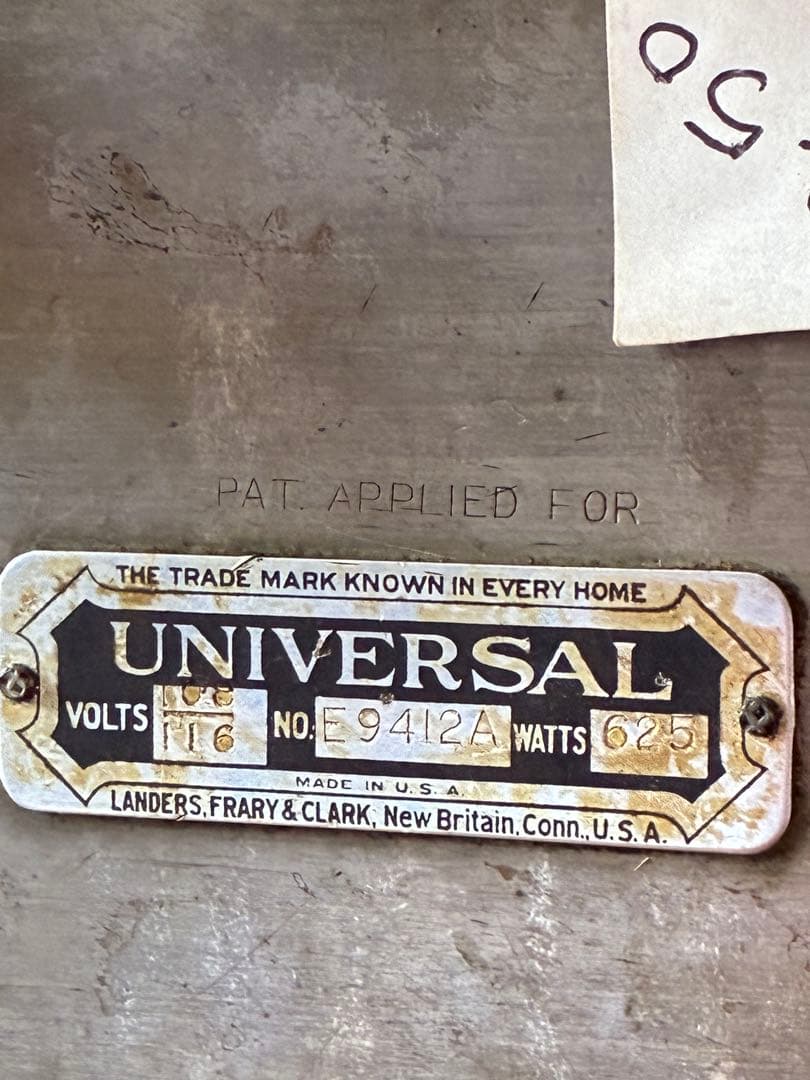 50
PAT. APPLIED FOR
THE TRADE MARK KNOWN IN EVERY HOME
UNIVERSAL
VOLTS 108 116 NO. E9412A WATTS 625
MADE IN U.S.A.
LANDERS, FRARY & CLARK, New Britain, Conn., U.S.A.